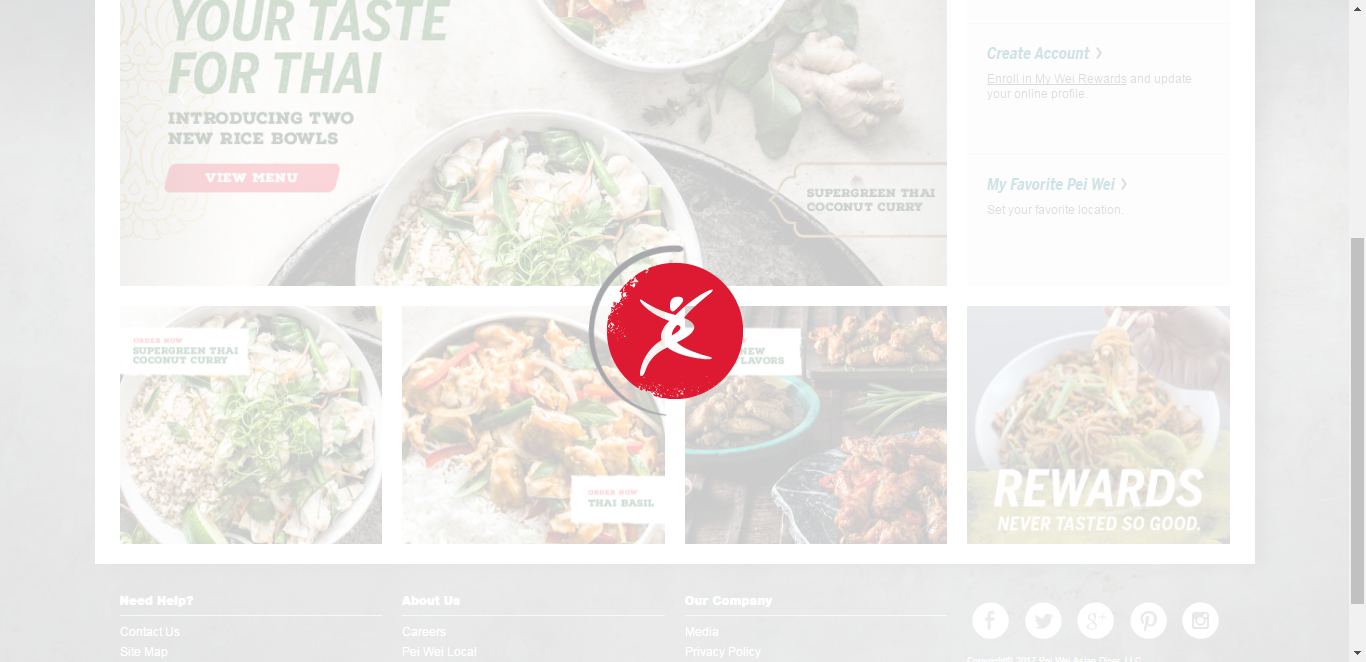 YOUR TASTE
FOR THAI
INTRODUCING TWO
NEW RICE BOWLS
VIEW MENU
SUPERGREEN THAI
COCONUT CURRY
Create Account
Enroll in My Wei Rewards and update
your online profile.
My Favorite Pei Wei
Set your favorite location.
ORDER NOW
SUPERGREEN THAI
COCONUT CURRY
ORDER NOW
THAI BASIL
NEW
REWARDS
NEVER TASTED SO GOOD.
Need Help?
Contact Us
Site Map
About Us
Careers
Pei Wei Local
Our Company
Media
Privacy Policy
Copyright© 2017 Pei Wei Asian Diner, LLC